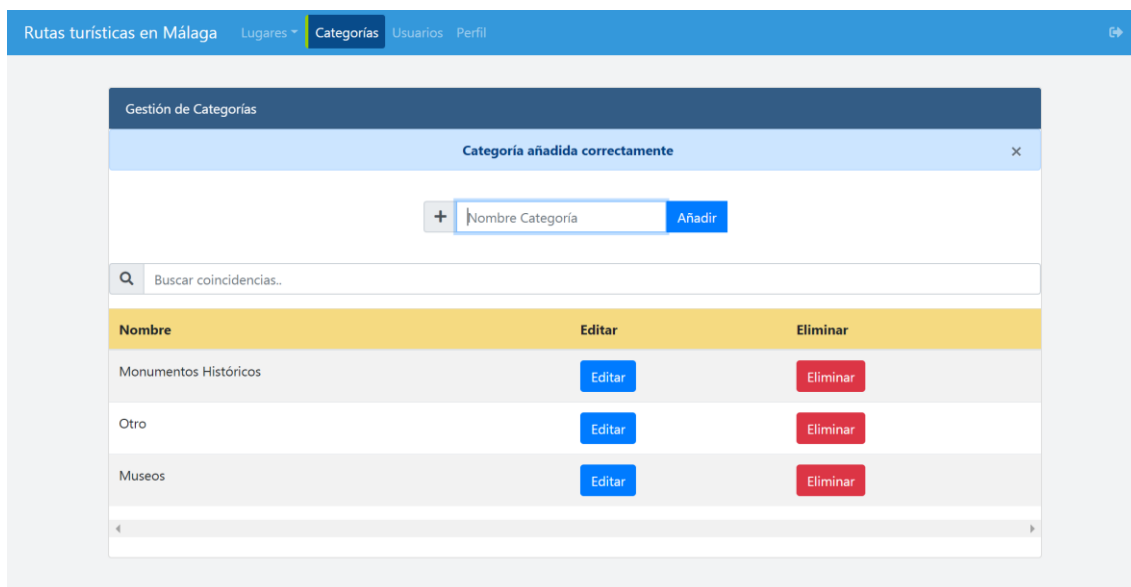 Rutas turísticas en Málaga Lugares Categorías Usuarios Perfil
Gestión de Categorías
Categoría añadida correctamente ×
Nombre Categoría Añadir
Buscar coincidencias..
Nombre Editar Eliminar
Monumentos Históricos Editar Eliminar
Otro Editar Eliminar
Museos Editar Eliminar